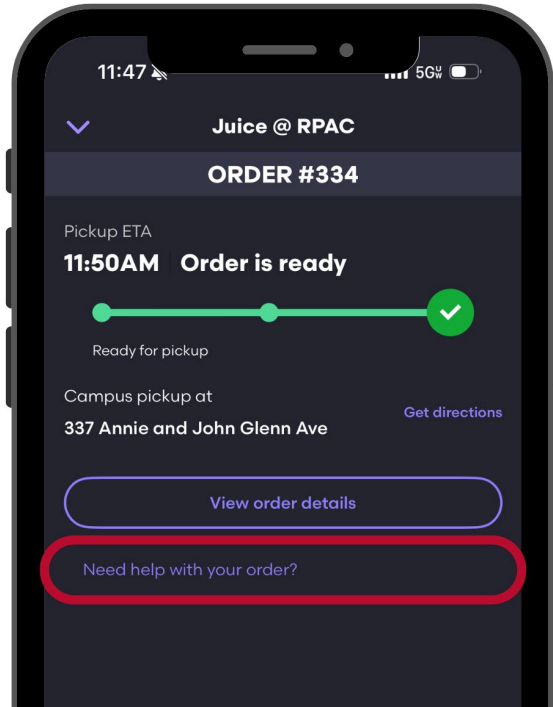 11:47 5GW
Juice @ RPAC
ORDER #334
Pickup ETA
11:50AM Order is ready
Ready for pickup
Campus pickup at
337 Annie and John Glenn Ave
Get directions
View order details
Need help with your order?